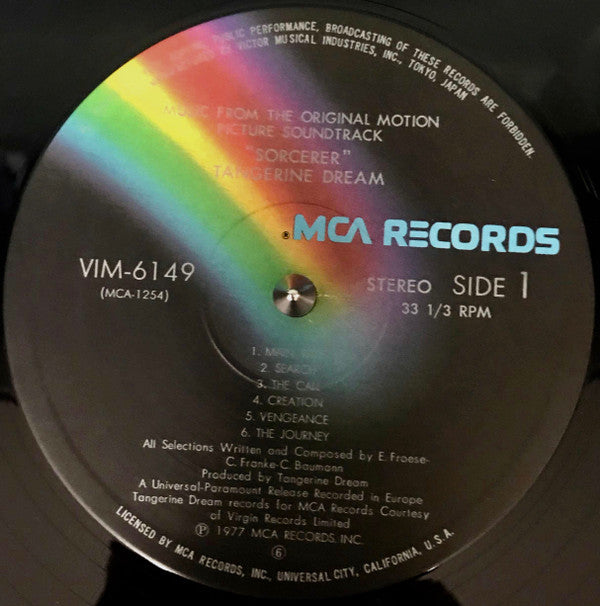 PUBLIC PERFORMANCE, BROADCASTING OF THESE RECORDS ARE FORBIDDEN.
BY VICTOR MUSICAL INDUSTRIES, INC., TOKYO, JAPAN
MUSIC FROM THE ORIGINAL MOTION
PICTURE SOUNDTRACK
"SORCERER"
TANGERINE DREAM
® MCA RECORDS
VIM-6149
(MCA-1254)
STEREO SIDE 1
33 1/3 RPM
1. MAIN
2. SEARCH
3. THE CALL
4. CREATION
5. VENGEANCE
6. THE JOURNEY
All Selections Written and Composed by E. Froese-
C. Franke-C. Baumann
Produced by Tangerine Dream
A Universal-Paramount Release Recorded in Europe
Tangerine Dream records for MCA Records Courtesy
of Virgin Records Limited
Ⓟ 1977 MCA RECORDS, INC.
⑥
LICENSED BY MCA RECORDS, INC., UNIVERSAL CITY, CALIFORNIA, U.S.A.